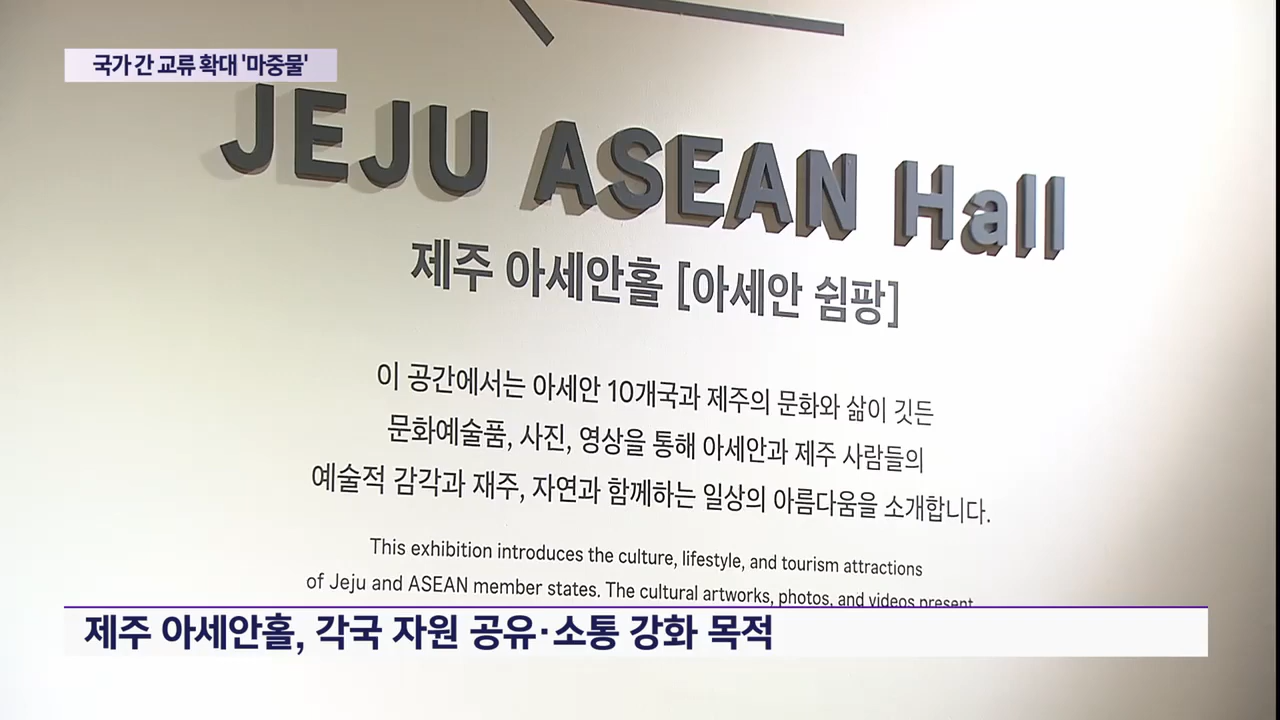 국가 간 교류 확대 '마중물'
JEJU ASEAN Hall
제주 아세안홀 [아세안 쉼팡]
이 공간에서는 아세안 10개국과 제주의 문화와 삶이 깃든
문화예술품, 사진, 영상을 통해 아세안과 제주 사람들의
예술적 감각과 재주, 자연과 함께하는 일상의 아름다움을 소개합니다.
This exhibition introduces the culture, lifestyle, and tourism attractions
of Jeju and ASEAN member states. The cultural artworks, photos, and videos present
제주 아세안홀, 각국 자원 공유·소통 강화 목적